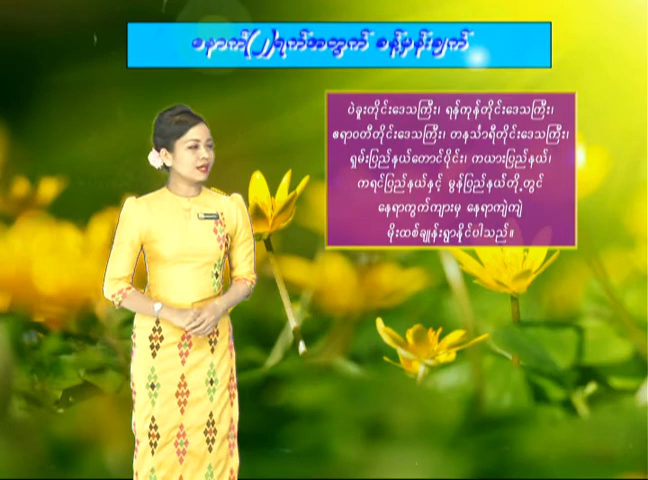 နောက်(၂)ရက်အတွက် ခန့်မှန်းချက်
ပဲခူးတိုင်းဒေသကြီး၊ ရန်ကုန်တိုင်းဒေသကြီး၊
ဧရာဝတီတိုင်းဒေသကြီး၊ တနင်္သာရီတိုင်းဒေသကြီး၊
ရှမ်းပြည်နယ်တောင်ပိုင်း၊ ကယားပြည်နယ်၊
ကရင်ပြည်နယ်နှင့် မွန်ပြည်နယ်တို့တွင်
နေရာကွက်ကျားမှ နေရာကျဲကျဲ
မိုးထစ်ချုန်းရွာနိုင်ပါသည်။